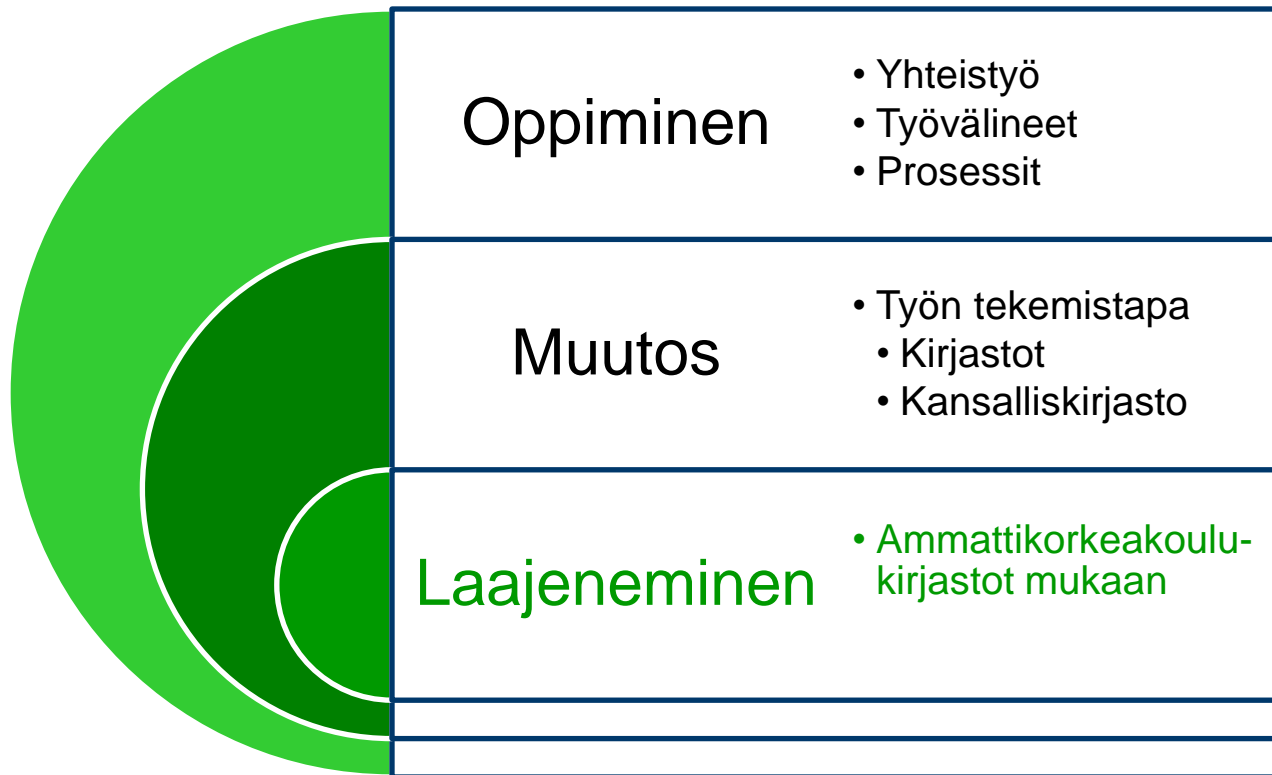 Oppiminen
• Yhteistyö
• Työvälineet
• Prosessit
Muutos
• Työn tekemistapa
• Kirjastot
• Kansalliskirjasto
Laajeneminen
• Ammattikorkeakoulu-
kirjastot mukaan